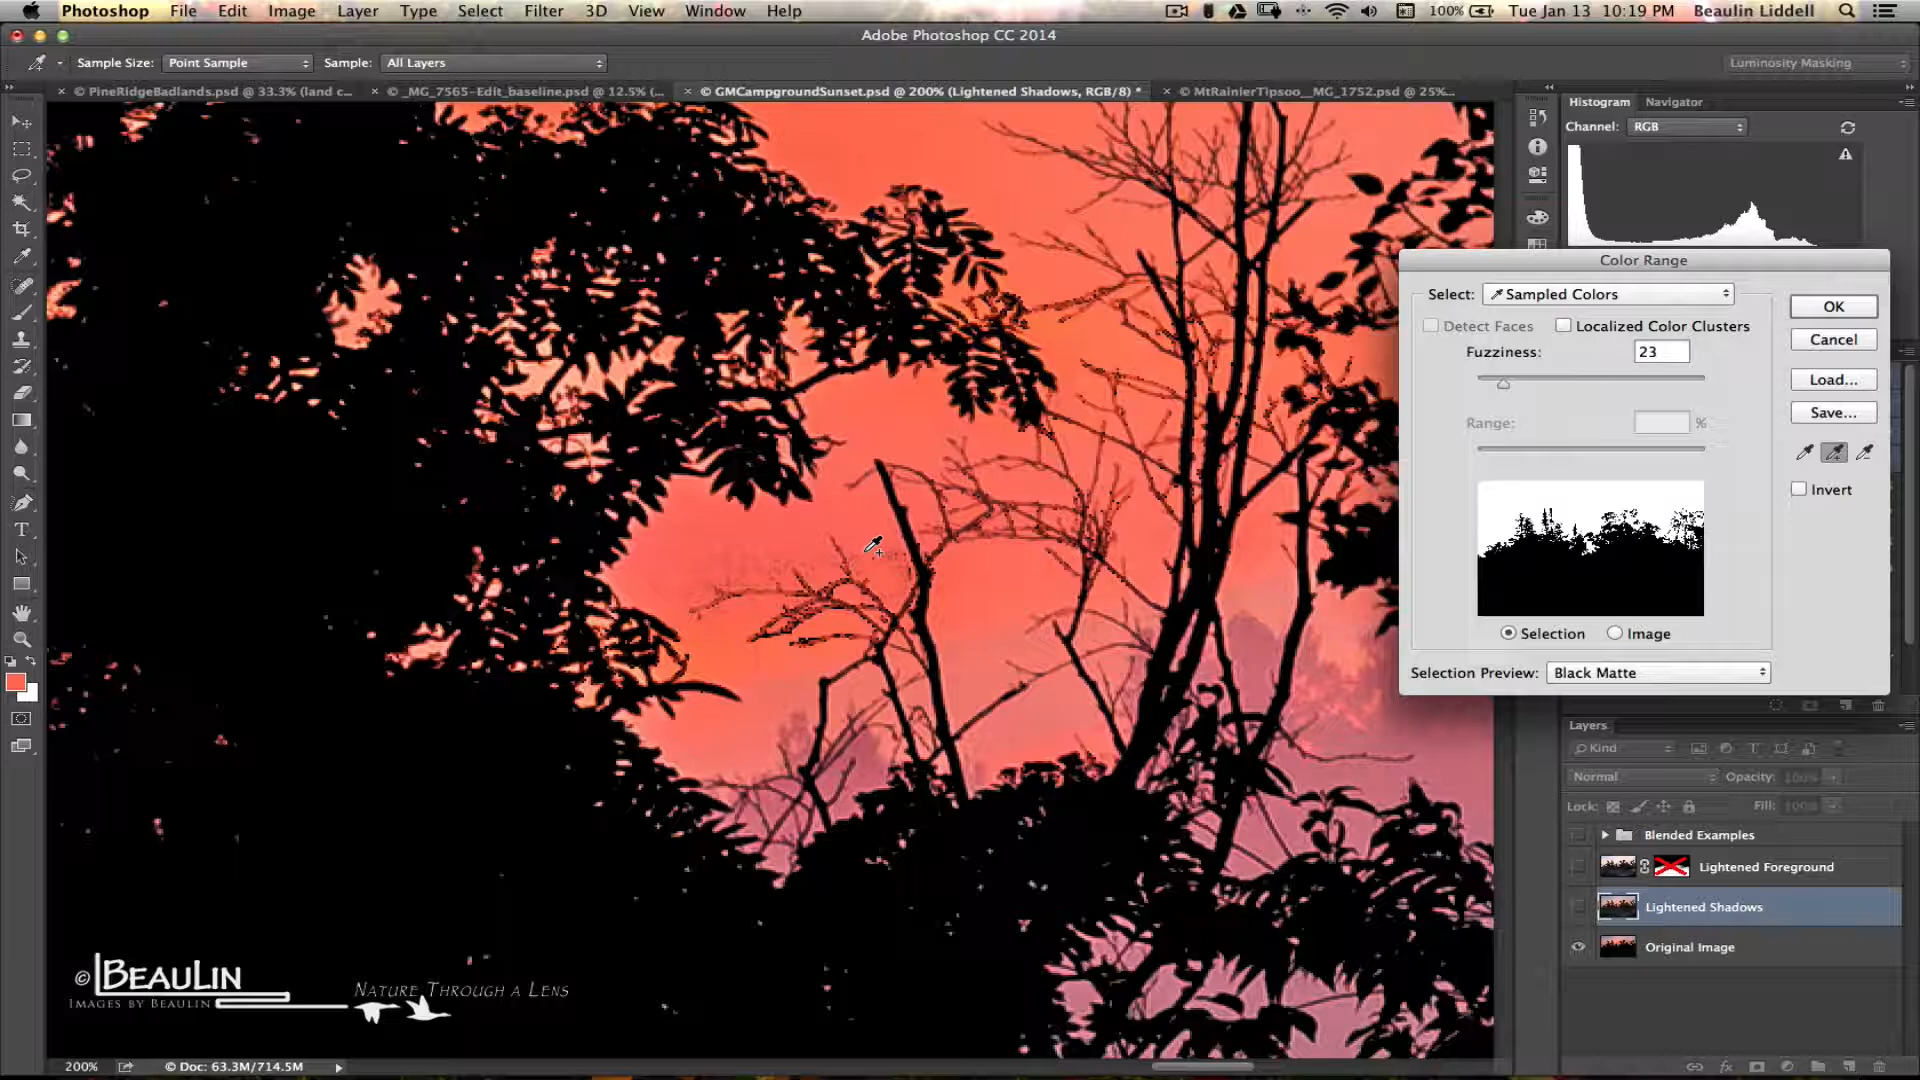 Photoshop File Edit Image Layer Type Select Filter 3D View Window Help 100% Tue Jan 13 10:19 PM Beaulin Liddell
Adobe Photoshop CC 2014
Sample Size: Point Sample Sample: All Layers Luminosity Masking
× © PineRidgeBadlands.psd @ 33.3% (land c... × © _MG_7565-Edit_baseline.psd @ 12.5% (... × © GMCampgroundSunset.psd @ 200% (Lightened Shadows, RGB/8) * × © MtRainierTipsoo__MG_1752.psd @ 25%...
Histogram Navigator
Channel: RGB
Color Range
Select: Sampled Colors
OK
Detect Faces Localized Color Clusters
Cancel
Fuzziness: 23
Load...
Range: %
Save...
Invert
Selection Image
Selection Preview: Black Matte
Layers
Kind
Normal Opacity: 100%
Lock: Fill: 100%
Blended Examples
Lightened Foreground
Lightened Shadows
Original Image
© BEAULIN
IMAGES BY BEAULIN
NATURE THROUGH A LENS
200% © Doc: 63.3M/714.5M